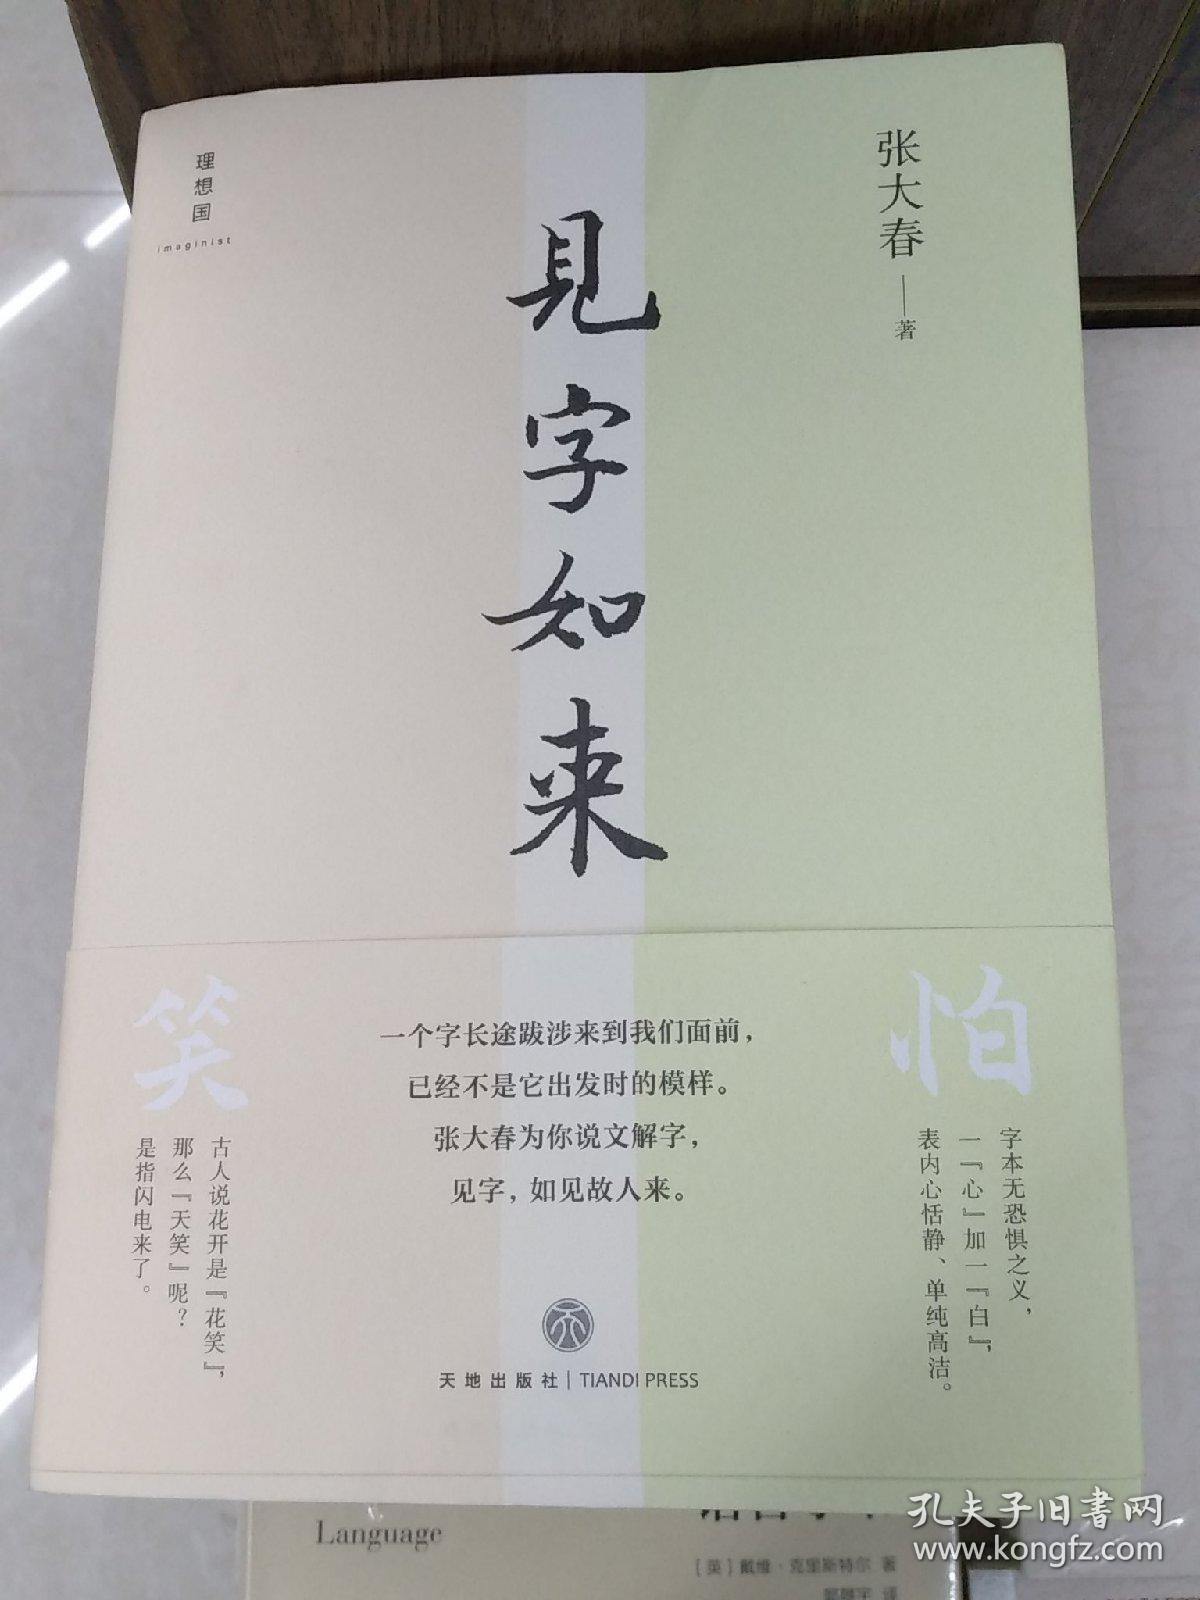 理想国
imaginist
张大春
著
見字如来
笑
古人说花开是『花笑』,
那么『天笑』呢?
是指闪电来了。
一个字长途跋涉来到我们面前,
已经不是它出发时的模样。
张大春为你说文解字,
见字,如见故人来。
怕
字本无恐惧之义,
一『心』加一『白』,
表内心恬静、单纯高洁。
天地出版社 | TIANDI PRESS
Language
[英] 戴维·克里斯特尔 著
孔夫子旧书网
www.kongfz.com